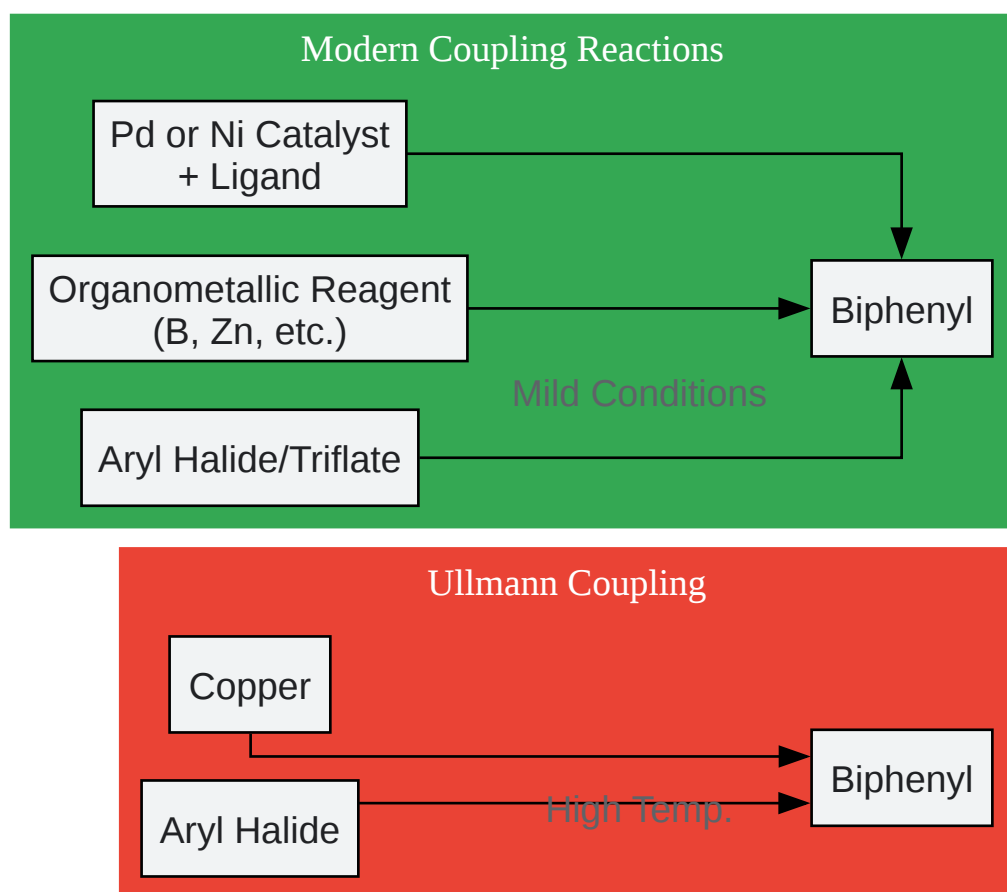 Modern Coupling Reactions
Pd or Ni Catalyst
+ Ligand
Organometallic Reagent
(B, Zn, etc.)
Biphenyl
Mild Conditions
Aryl Halide/Triflate
Ullmann Coupling
Copper
Biphenyl
High Temp.
Aryl Halide